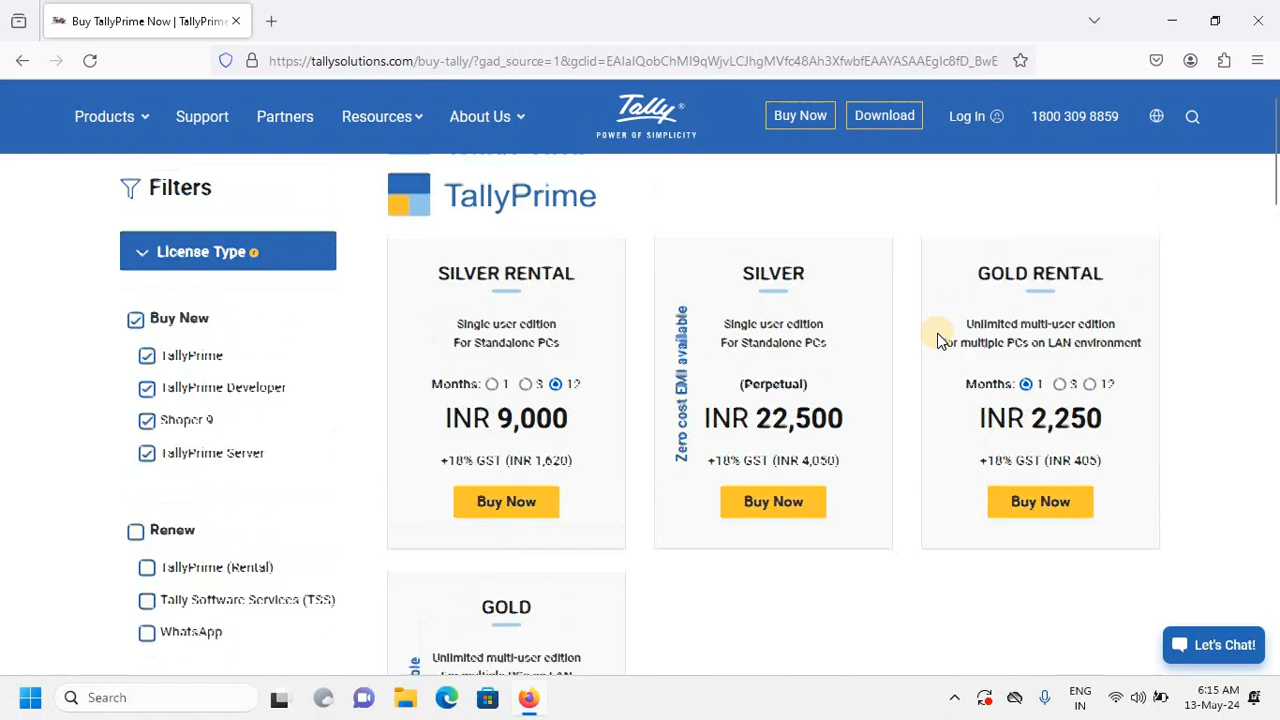 Buy TallyPrime Now | TallyPrime
https://tallysolutions.com/buy-tally/?gad_source=1&gclid=EAIaIQobChMI9qWjvLCJhgMVfc48Ah3XfwbfEAAYASAAEgIc8fD_BwE
Products
Support
Partners
Resources
About Us
Tally
POWER OF SIMPLICITY
Buy Now
Download
Log In
1800 309 8859
Filters
License Type
Buy New
TallyPrime
TallyPrime Developer
Shoper 9
TallyPrime Server
Renew
TallyPrime (Rental)
Tally Software Services (TSS)
WhatsApp
TallyPrime
SILVER RENTAL
Single user edition
For Standalone PCs
Months: 1 3 12
INR 9,000
+18% GST (INR 1,620)
Buy Now
Zero cost EMI available
SILVER
Single user edition
For Standalone PCs
(Perpetual)
INR 22,500
+18% GST (INR 4,050)
Buy Now
GOLD RENTAL
Unlimited multi-user edition
For multiple PCs on LAN environment
Months: 1 3 12
INR 2,250
+18% GST (INR 405)
Buy Now
GOLD
Unlimited multi-user edition
Let's Chat!
Search
ENG
IN
6:15 AM
13-May-24